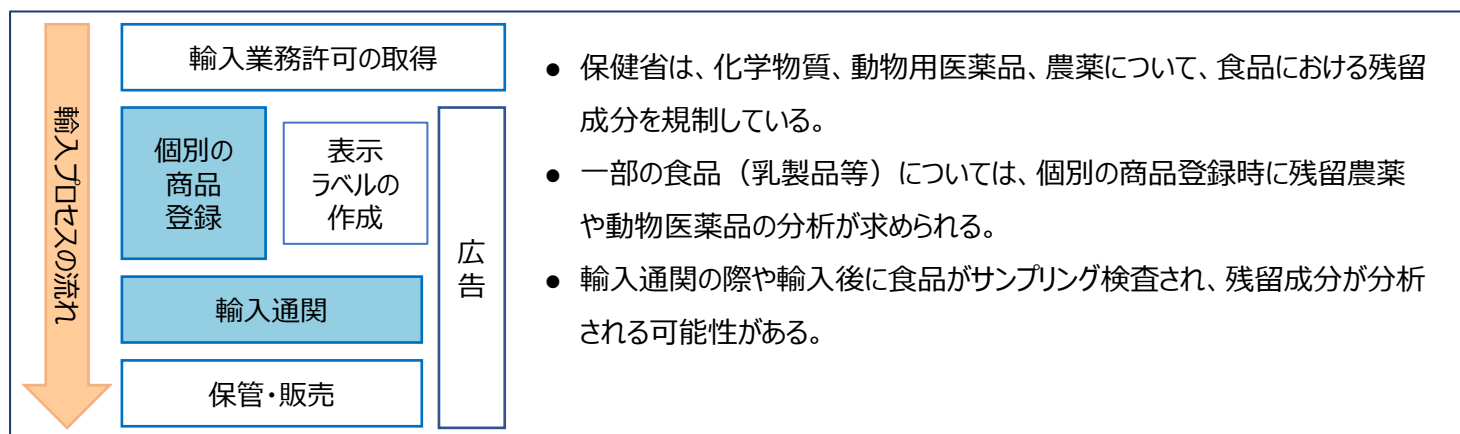 輸入プロセスの流れ
輸入業務許可の取得
個別の
商品
登録
表示
ラベルの
作成
広告
輸入通関
保管・販売
● 保健省は、化学物質、動物用医薬品、農薬について、食品における残留
成分を規制している。
● 一部の食品（乳製品等）については、個別の商品登録時に残留農薬
や動物医薬品の分析が求められる。
● 輸入通関の際や輸入後に食品がサンプリング検査され、残留成分が分析
される可能性がある。